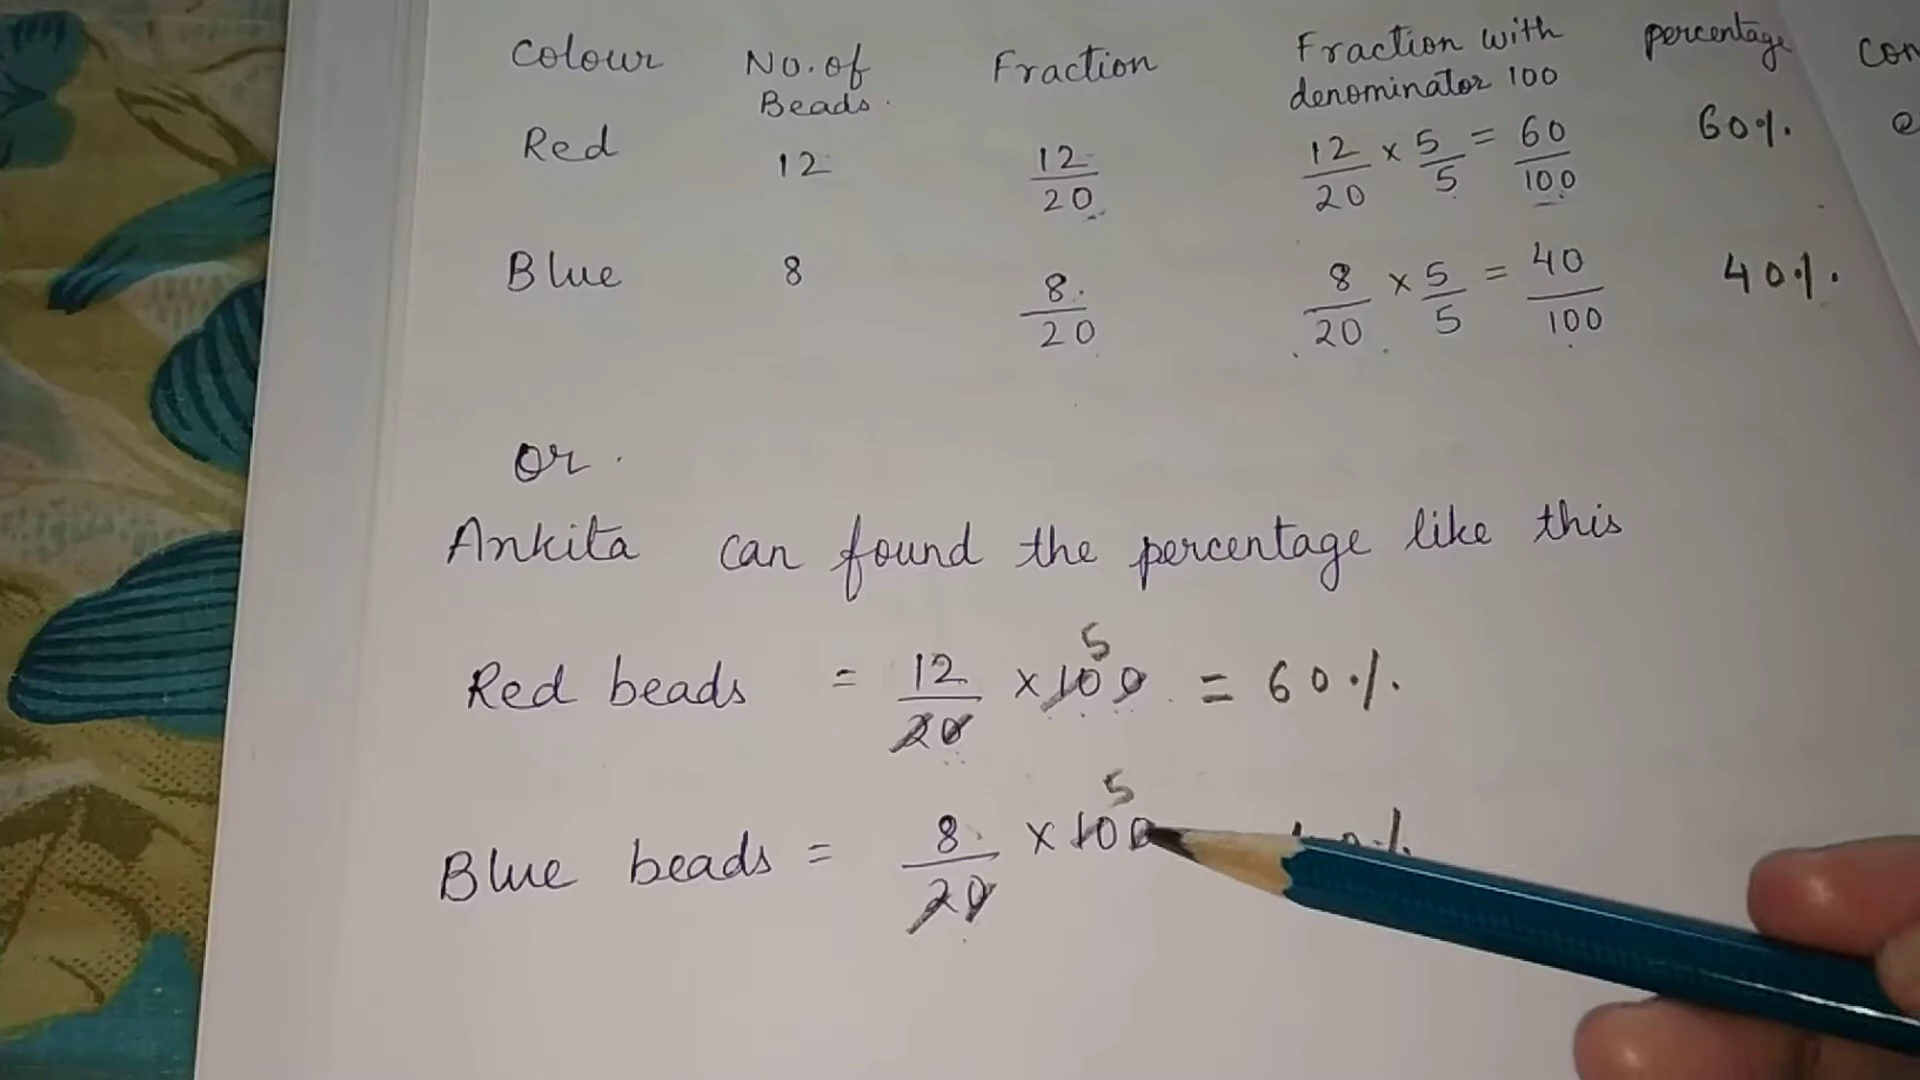 Colour No. of Beads. Fraction Fraction with denominator 100 percentage
Red 12 12/20 12/20 × 5/5 = 60/100 60%.
Blue 8 8/20 8/20 × 5/5 = 40/100 40%.
or.
Ankita can found the percentage like this
Red beads = 12/20 × 100 5 = 60%.
Blue beads = 8/20 × 100 5